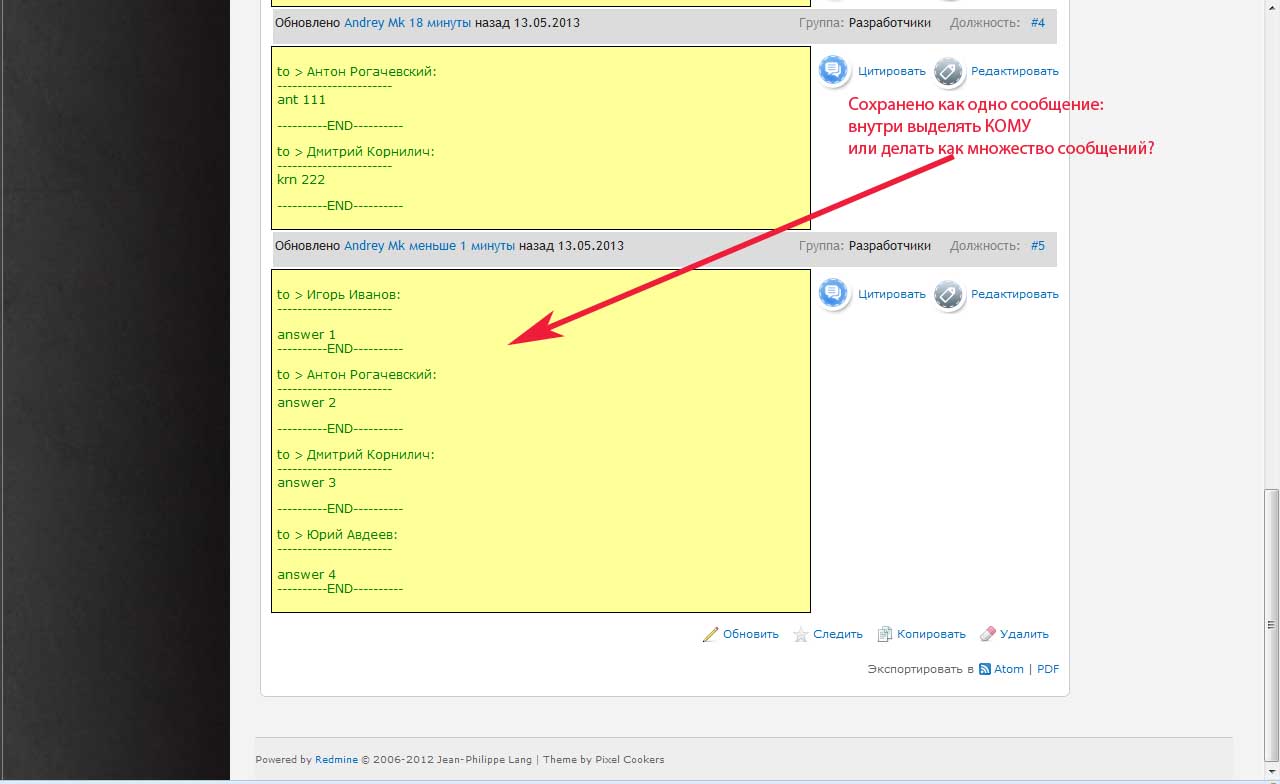 Обновлено Andrey Mk 18 минуты назад 13.05.2013 Группа: Разработчики Должность: #4
to > Антон Рогачевский:
-----------------------
ant 111
----------END----------
to > Дмитрий Корнилич:
-----------------------
krn 222
----------END----------
Цитировать Редактировать
Сохранено как одно сообщение:
внутри выделять КОМУ
или делать как множество сообщений?
Обновлено Andrey Mk меньше 1 минуты назад 13.05.2013 Группа: Разработчики Должность: #5
to > Игорь Иванов:
-----------------------
answer 1
----------END----------
to > Антон Рогачевский:
-----------------------
answer 2
----------END----------
to > Дмитрий Корнилич:
-----------------------
answer 3
----------END----------
to > Юрий Авдеев:
-----------------------
answer 4
----------END----------
Цитировать Редактировать
Обновить Следить Копировать Удалить
Экспортировать в Atom | PDF
Powered by Redmine © 2006-2012 Jean-Philippe Lang | Theme by Pixel Cookers